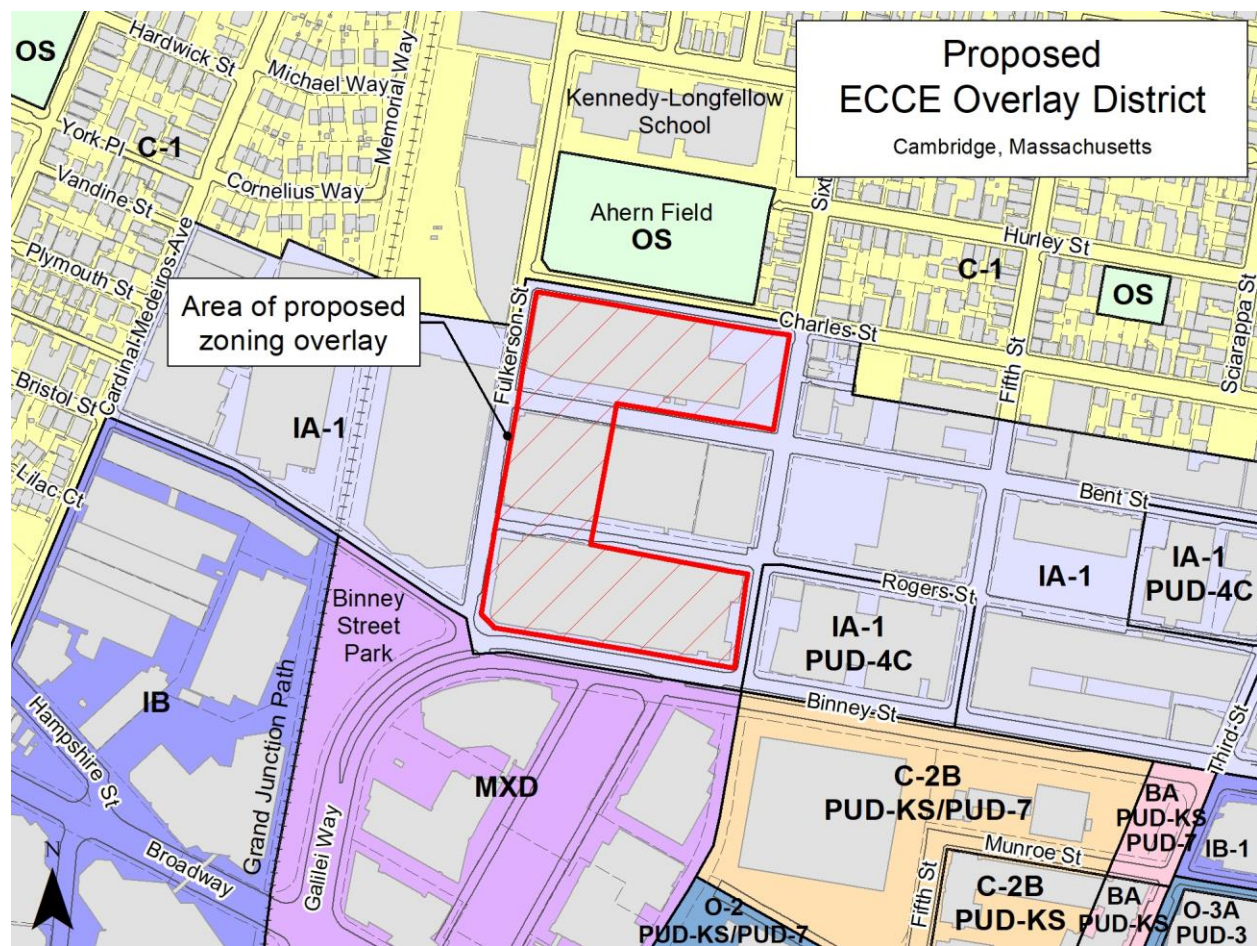 Proposed
ECCE Overlay District
Cambridge, Massachusetts
OS
Hardwick St
Michael Way
Memorial Way
Kennedy-Longfellow
School
York Pl
C-1
Vandine St
Cornelius Way
Plymouth St
Cardinal Medeiros Ave
Ahern Field
OS
Sixt
Hurley St
C-1
OS
Sciarappa St
Area of proposed
zoning overlay
Fulkerson St
Charles St
Fifth St
Bristol St
IA-1
Lilac Ct
Bent St
IA-1
IA-1
PUD-4C
Rogers St
IA-1
PUD-4C
Binney
Street
Park
Binney St
Third St
IB
Grand Junction Path
Hampshire St
Broadway
Galilei Way
MXD
C-2B
PUD-KS/PUD-7
BA
PUD-KS
PUD-7
IB-1
Munroe St
Fifth St
C-2B
PUD-KS
BA
PUD-KS
O-3A
PUD-3
O-2
PUD-KS/PUD-7
N